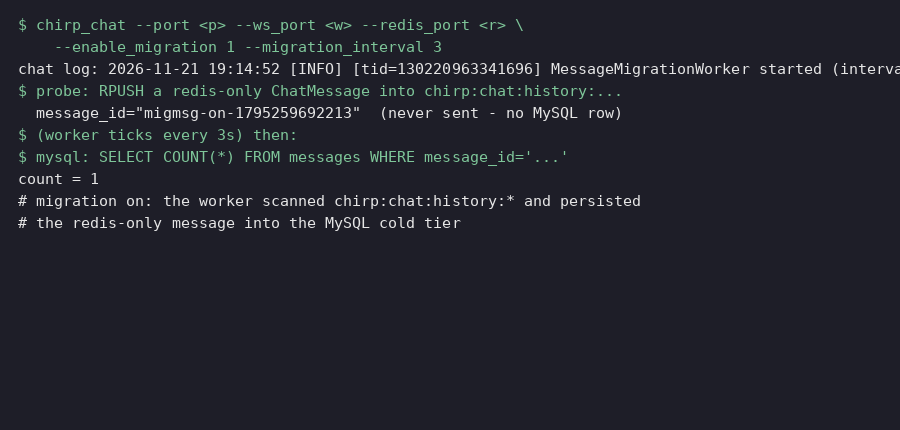 $ chirp_chat --port <p> --ws_port <w> --redis_port <r> \
    --enable_migration 1 --migration_interval 3
chat log: 2026-11-21 19:14:52 [INFO] [tid=130220963341696] MessageMigrationWorker started (interva
$ probe: RPUSH a redis-only ChatMessage into chirp:chat:history:...
  message_id="migmsg-on-1795259692213"  (never sent - no MySQL row)
$ (worker ticks every 3s) then:
$ mysql: SELECT COUNT(*) FROM messages WHERE message_id='...'
count = 1
# migration on: the worker scanned chirp:chat:history:* and persisted
# the redis-only message into the MySQL cold tier